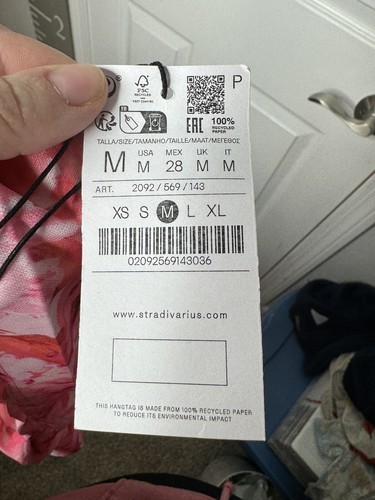 FSC
RECYCLED
P
EAC 100%
RECYCLED
PAPER
TALLA/SIZE/TAMANHO/TAILLE/MAAT/ΜΕΓΕΘΟΣ
M USA MEX UK IT
M 28 M M
ART. 2092 / 569 / 143
XS S M L XL
02092569143036
www.stradivarius.com
THIS HANGTAG IS MADE FROM 100% RECYCLED PAPER
TO REDUCE ITS ENVIRONMENTAL IMPACT